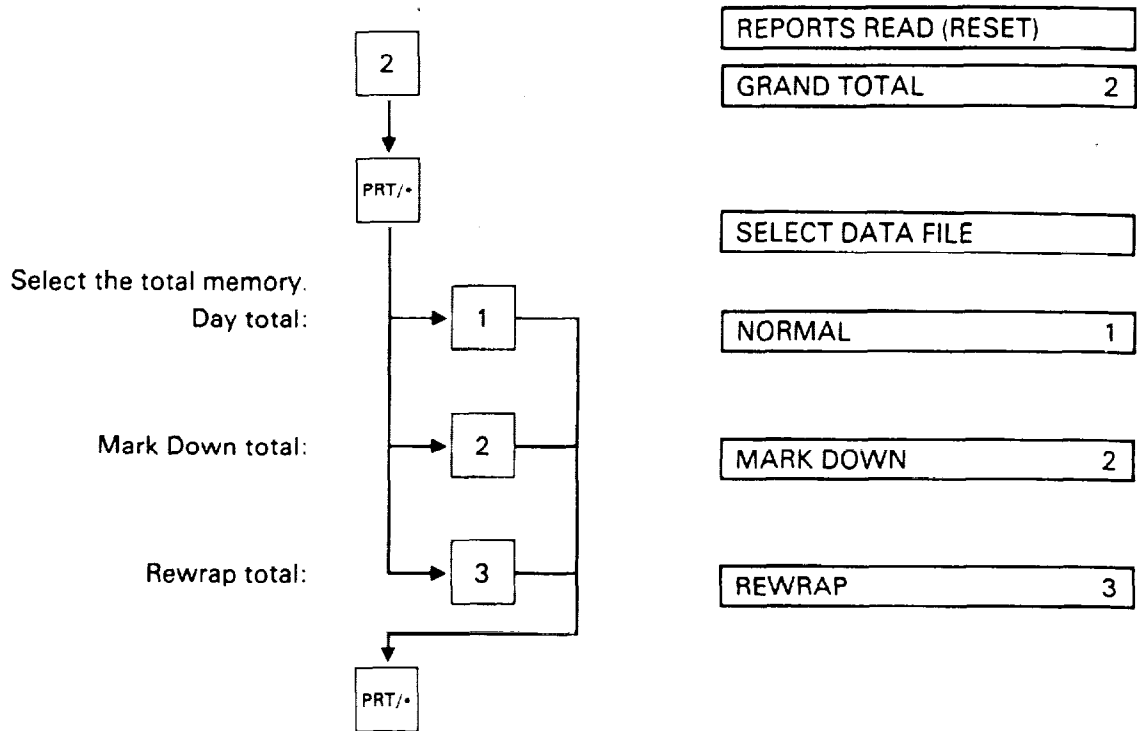 REPORTS READ (RESET)
2
GRAND TOTAL 2
PRT/•
SELECT DATA FILE
Select the total memory.
Day total:
1
NORMAL 1
Mark Down total:
2
MARK DOWN 2
Rewrap total:
3
REWRAP 3
PRT/•